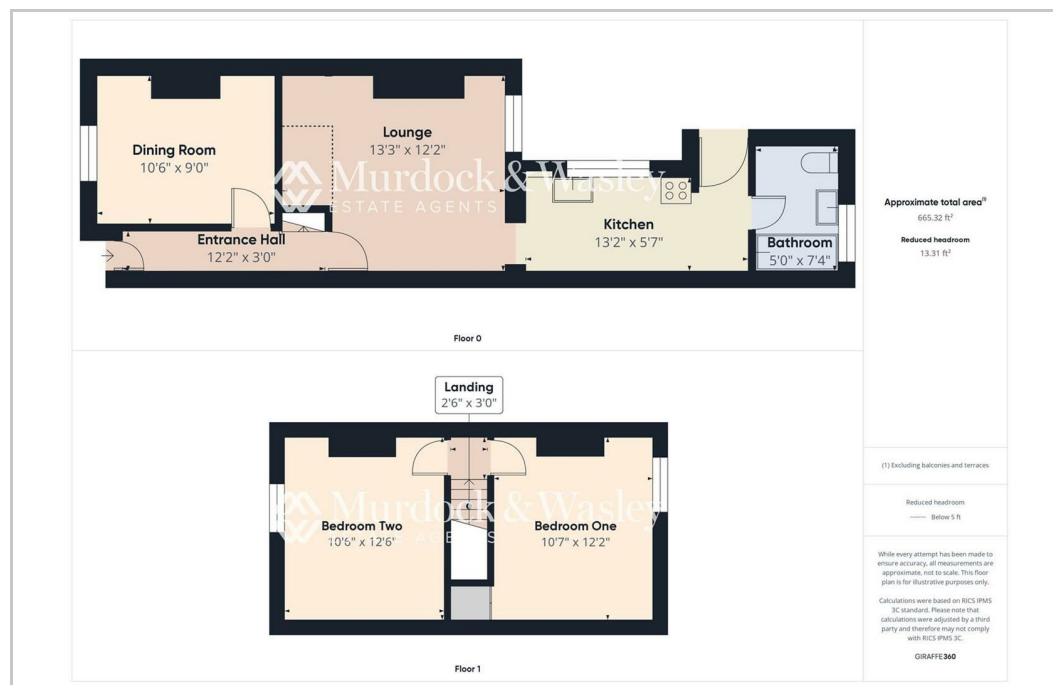 Dining Room
10'6" x 9'0"
Lounge
13'3" x 12'2"
Murdock & Wasley
ESTATE AGENTS
Entrance Hall
12'2" x 3'0"
Kitchen
13'2" x 5'7"
Bathroom
5'0" x 7'4"
Floor 0
Landing
2'6" x 3'0"
Murdock & Wasley
ESTATE AGENTS
Bedroom Two
10'6" x 12'6"
Bedroom One
10'7" x 12'2"
Floor 1
Approximate total area(1)
665.32 ft²
Reduced headroom
13.31 ft²
(1) Excluding balconies and terraces
Reduced headroom
Below 5 ft
While every attempt has been made to
ensure accuracy, all measurements are
approximate, not to scale. This floor
plan is for illustrative purposes only.
Calculations were based on RICS IPMS
3C standard. Please note that
calculations were adjusted by a third
party and therefore may not comply
with RICS IPMS 3C.
GIRAFFE360